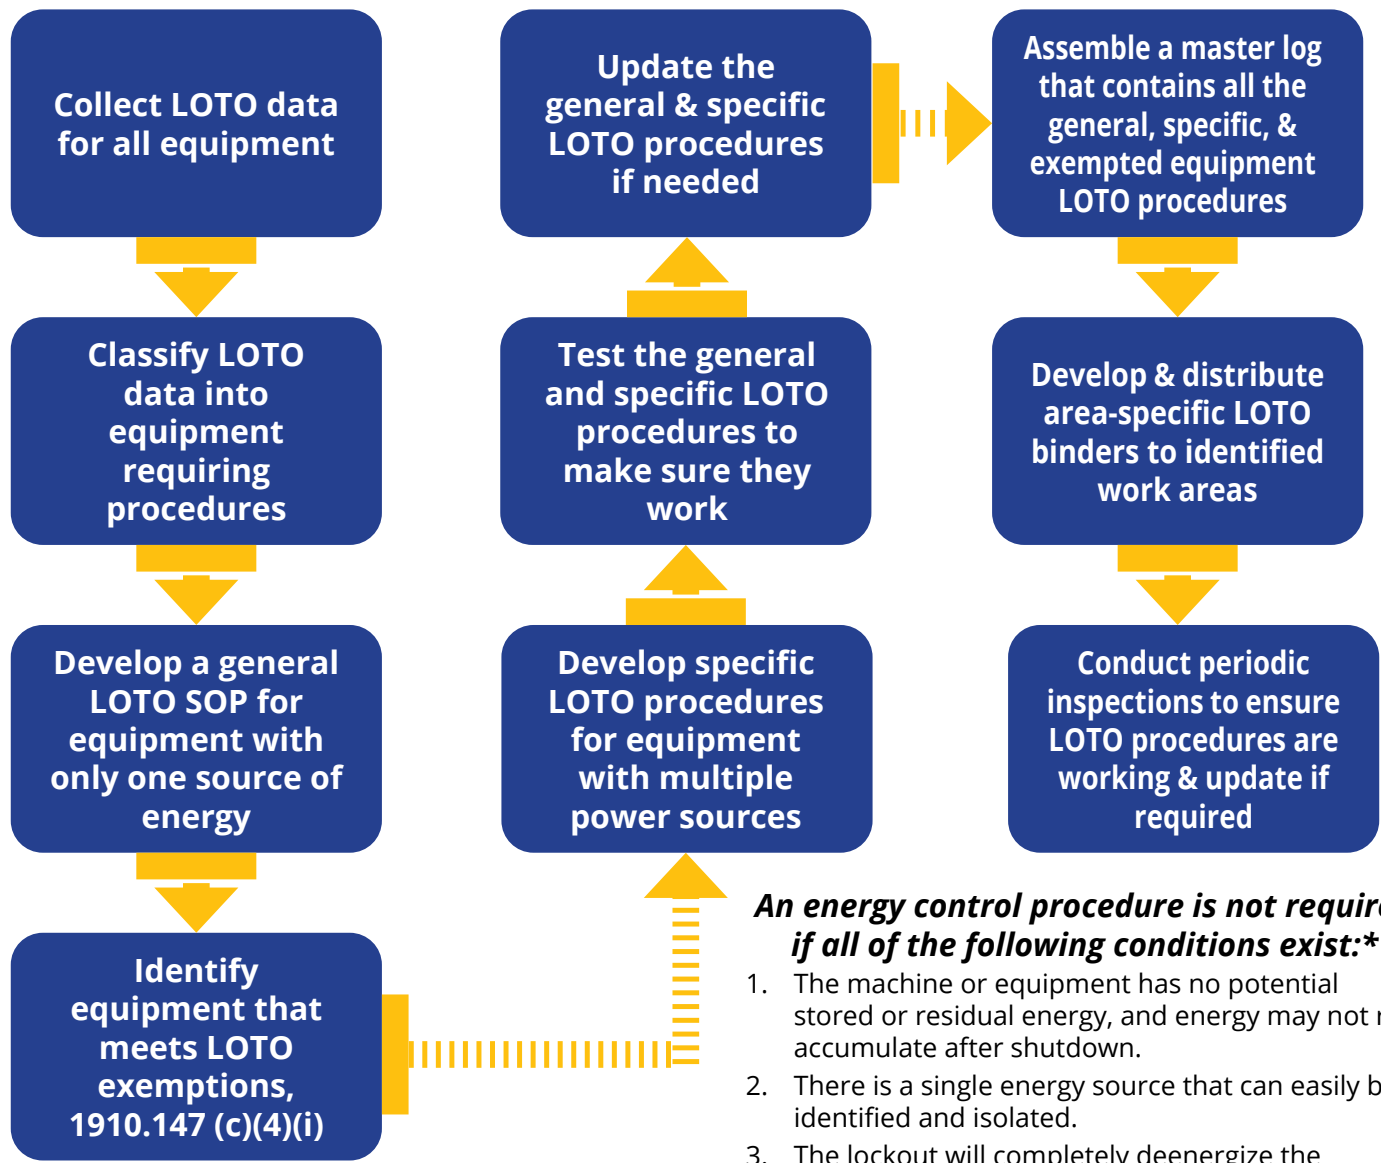 Collect LOTO data
for all equipment
Classify LOTO
data into
equipment
requiring
procedures
Develop a general
LOTO SOP for
equipment with
only one source of
energy
Identify
equipment that
meets LOTO
exemptions,
1910.147 (c)(4)(i)
Develop specific
LOTO procedures
for equipment
with multiple
power sources
Test the general
and specific LOTO
procedures to
make sure they
work
Update the
general & specific
LOTO procedures
if needed
Assemble a master log
that contains all the
general, specific, &
exempted equipment
LOTO procedures
Develop & distribute
area-specific LOTO
binders to identified
work areas
Conduct periodic
inspections to ensure
LOTO procedures are
working & update if
required
An energy control procedure is not
if all of the following conditions exist:*
1. The machine or equipment has no potential
stored or residual energy, and energy may not
accumulate after shutdown.
2. There is a single energy source that can easily
identified and isolated.
3. The lockout will completely deenergize the